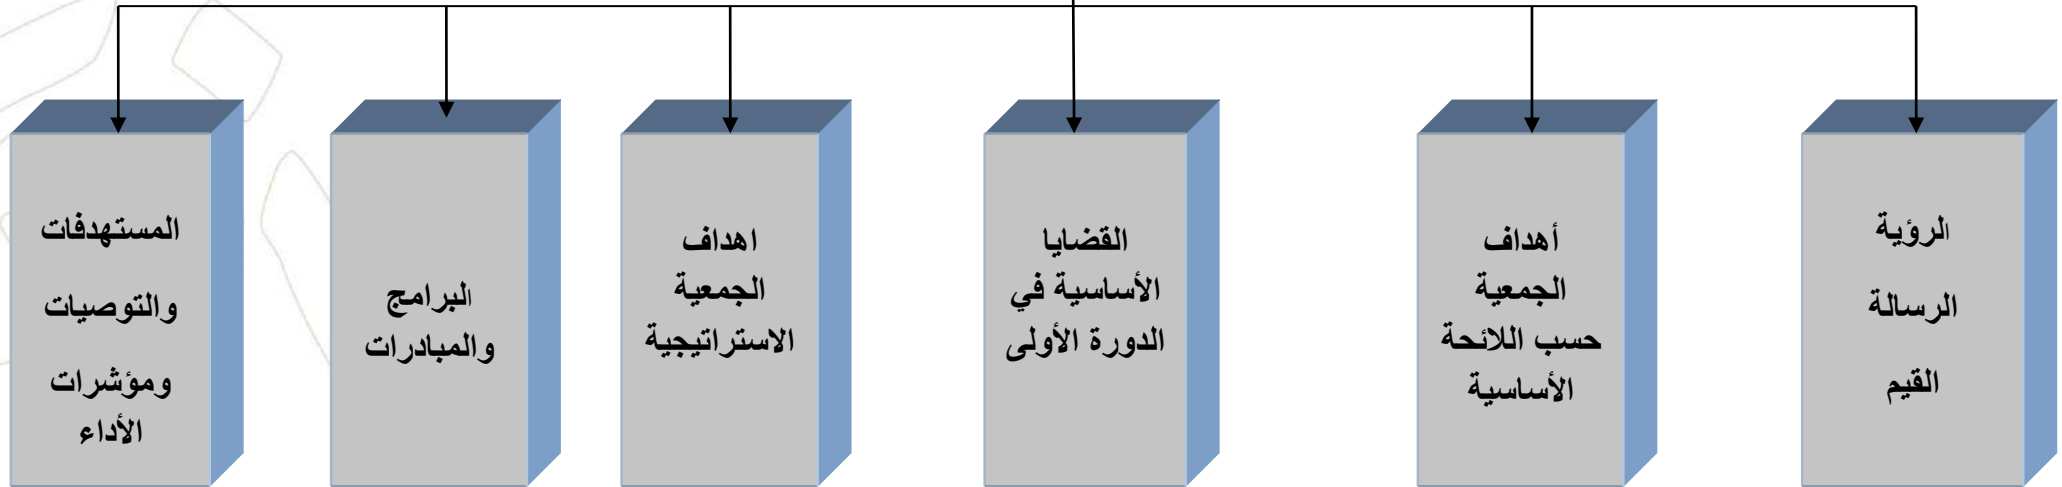 الرؤية
الرسالة
القيم
أهداف
الجمعية
حسب اللائحة
الأساسية
القضايا
الأساسية في
الدورة الأولى
اهداف
الجمعية
الاستراتيجية
البرامج
والمبادرات
المستهدفات
والتوصيات
ومؤشرات
الأداء